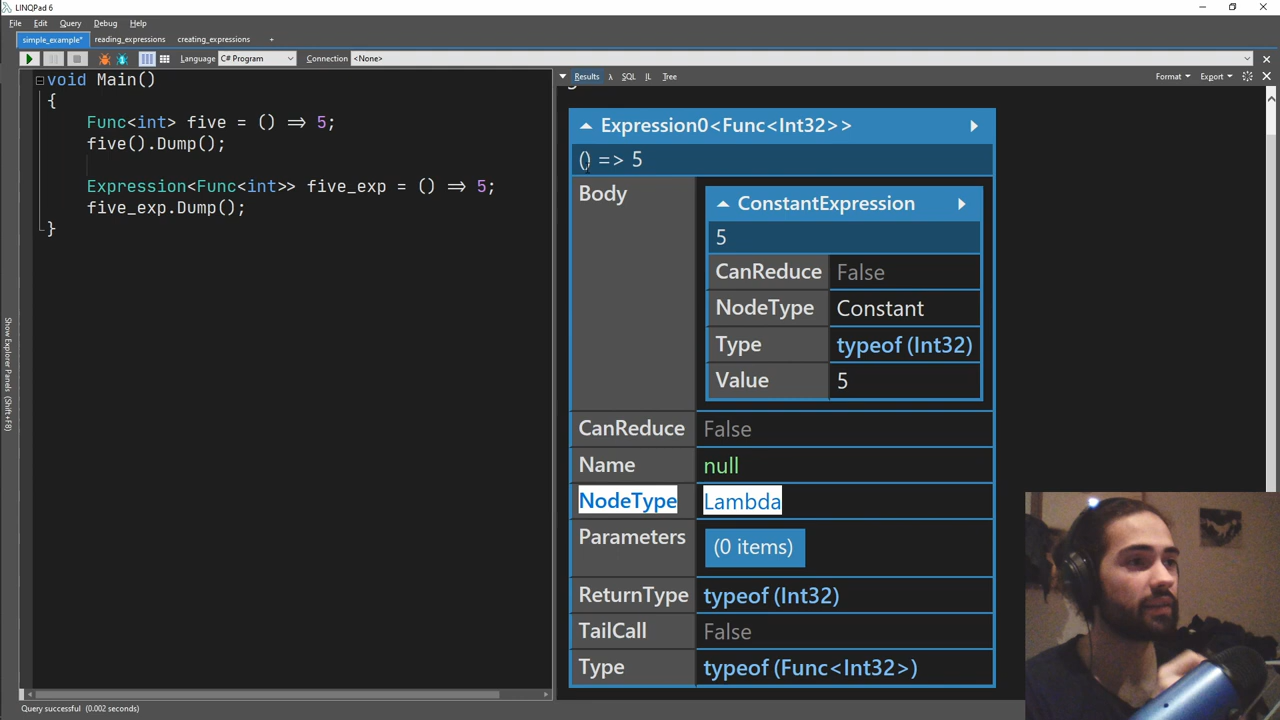 LINQPad 6
File Edit Query Debug Help
simple_example* reading_expressions creating_expressions +
Language C# Program Connection <None>
void Main()
{
Func<int> five = () => 5;
five().Dump();
Expression<Func<int>> five_exp = () => 5;
five_exp.Dump();
}
Show Explorer Panels (Shift+F8)
Results λ SQL IL Tree Format Export
Expression0<Func<Int32>>
() => 5
Body
ConstantExpression
5
CanReduce False
NodeType Constant
Type typeof (Int32)
Value 5
CanReduce False
Name null
NodeType Lambda
Parameters (0 items)
ReturnType typeof (Int32)
TailCall False
Type typeof (Func<Int32>)
Query successful (0.002 seconds)